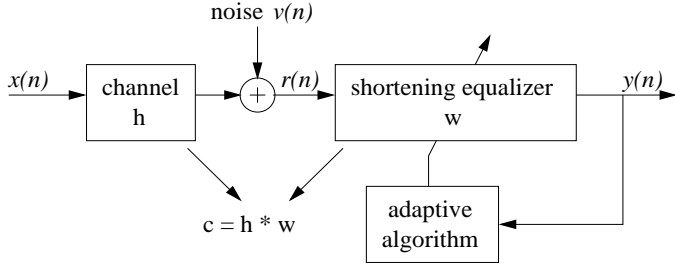 noise v(n)
x(n)
channel
h
+
r(n)
shortening equalizer
w
y(n)
c = h * w
adaptive
algorithm